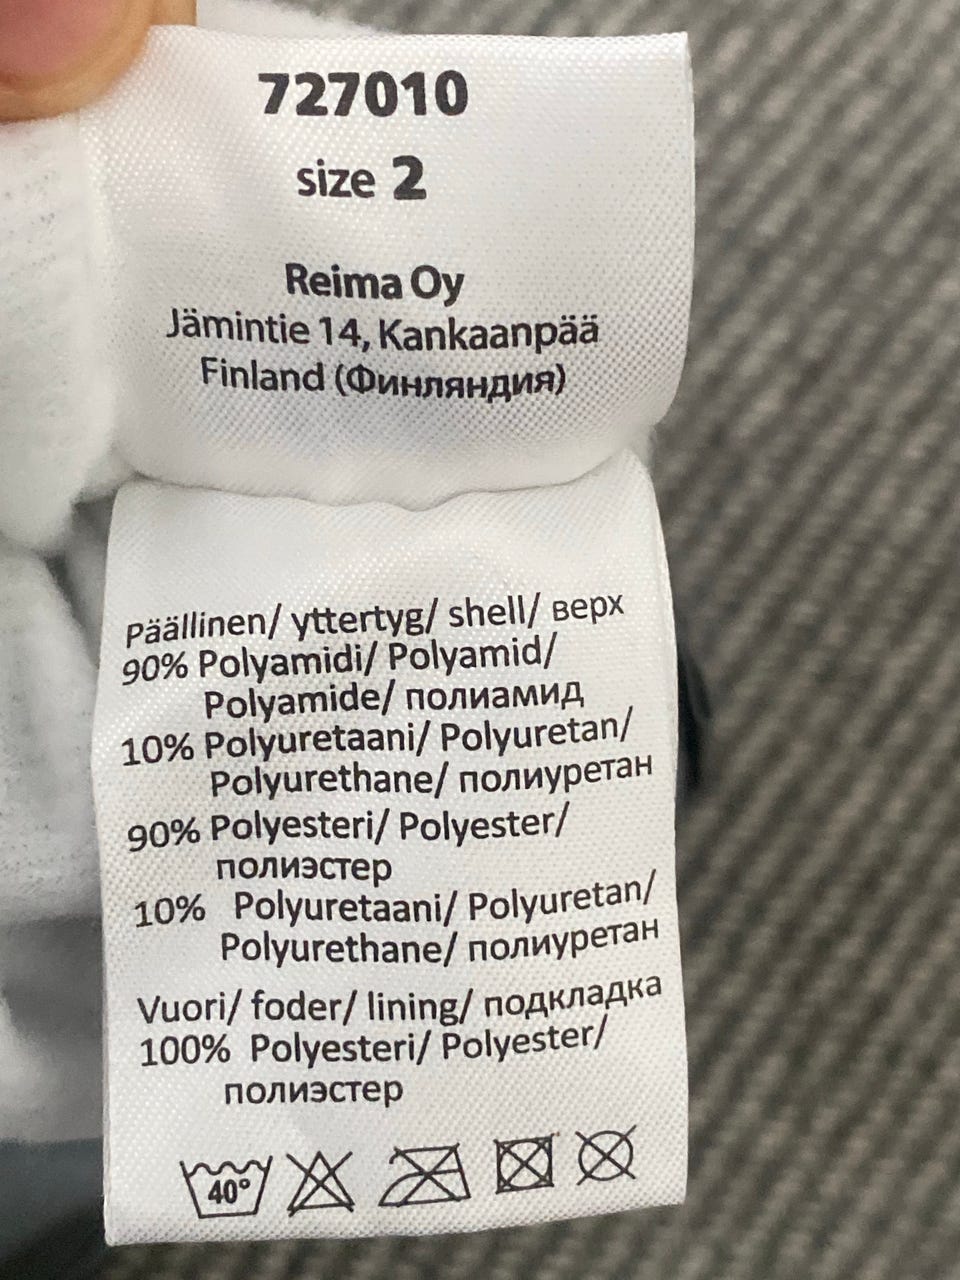 727010
size 2
Reima Oy
Jämintie 14, Kankaanpää
Finland (Финляндия)
Päällinen/ yttertyg/ shell/ верх
90% Polyamidi/ Polyamid/
Polyamide/ полиамид
10% Polyuretaani/ Polyuretan/
Polyurethane/ полиуретан
90% Polyesteri/ Polyester/
полиэстер
10% Polyuretaani/ Polyuretan/
Polyurethane/ полиуретан
Vuori/ foder/ lining/ подкладка
100% Polyesteri/ Polyester/
полиэстер
40°